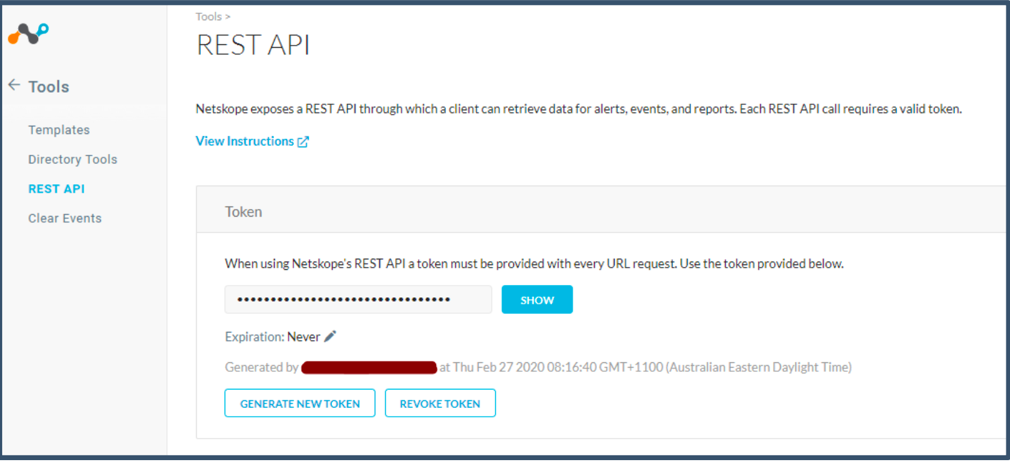 Tools >
REST API
← Tools
Netskope exposes a REST API through which a client can retrieve data for alerts, events, and reports. Each REST API call requires a valid token.
Templates
View Instructions
Directory Tools
REST API
Clear Events
Token
When using Netskope's REST API a token must be provided with every URL request. Use the token provided below.
•••••••••••••••••••••••••••••••• SHOW
Expiration: Never
Generated by at Thu Feb 27 2020 08:16:40 GMT+1100 (Australian Eastern Daylight Time)
GENERATE NEW TOKEN REVOKE TOKEN